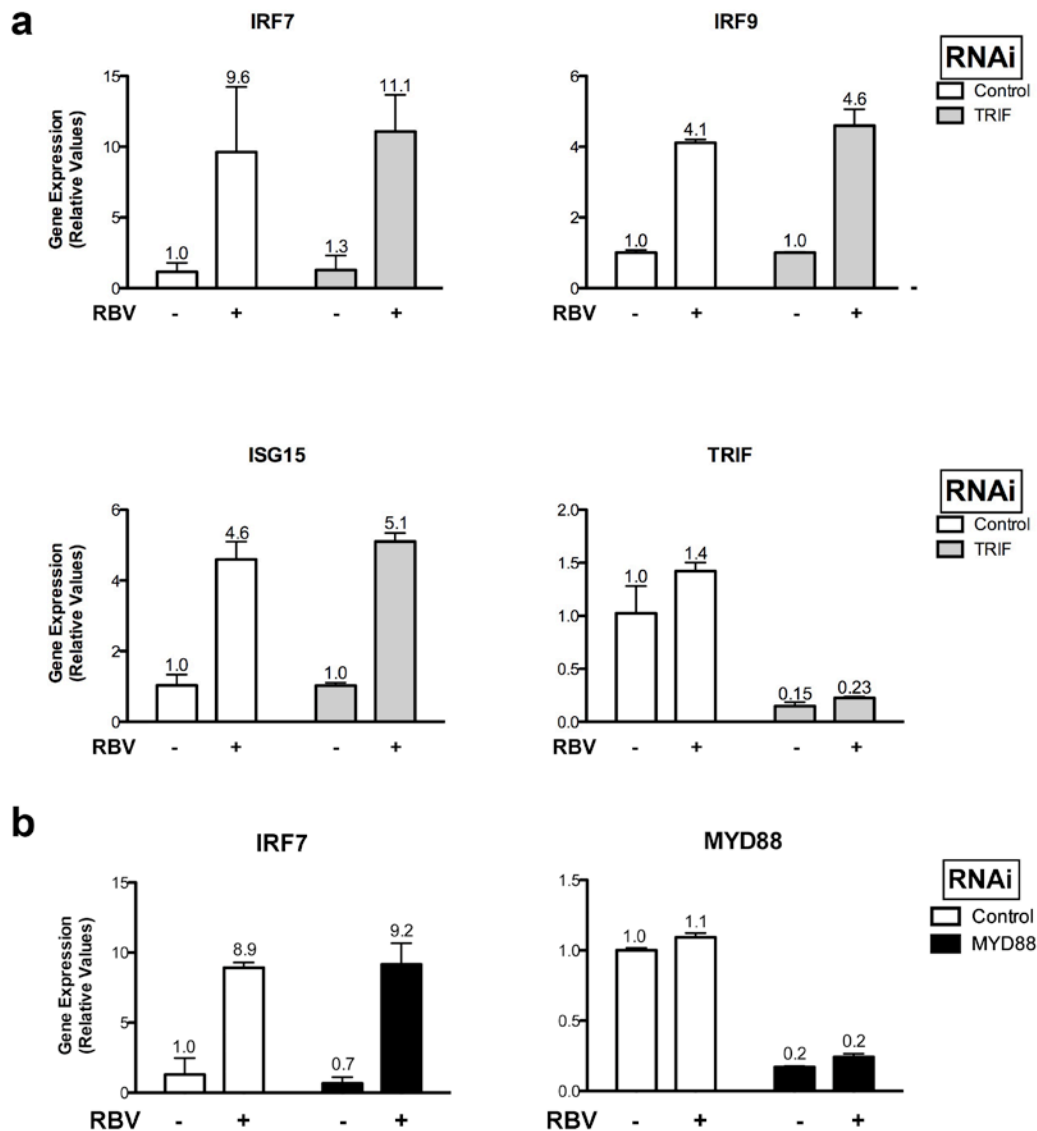 a
IRF7
IRF9
RNAi
Control
TRIF
Gene Expression
(Relative Values)
15
10
5
0
1.0
9.6
1.3
11.1
RBV - + - +
6
4
2
0
1.0
4.1
1.0
4.6
RBV - + - +
-
ISG15
TRIF
RNAi
Control
TRIF
Gene Expression
(Relative Values)
6
4
2
0
1.0
4.6
1.0
5.1
RBV - + - +
2.0
1.5
1.0
0.5
0.0
1.0
1.4
0.15
0.23
RBV - + - +
b
IRF7
MYD88
RNAi
Control
MYD88
Gene Expression
(Relative Values)
15
10
5
0
1.0
8.9
0.7
9.2
RBV - + - +
1.5
1.0
0.5
0.0
1.0
1.1
0.2
0.2
RBV - + - +